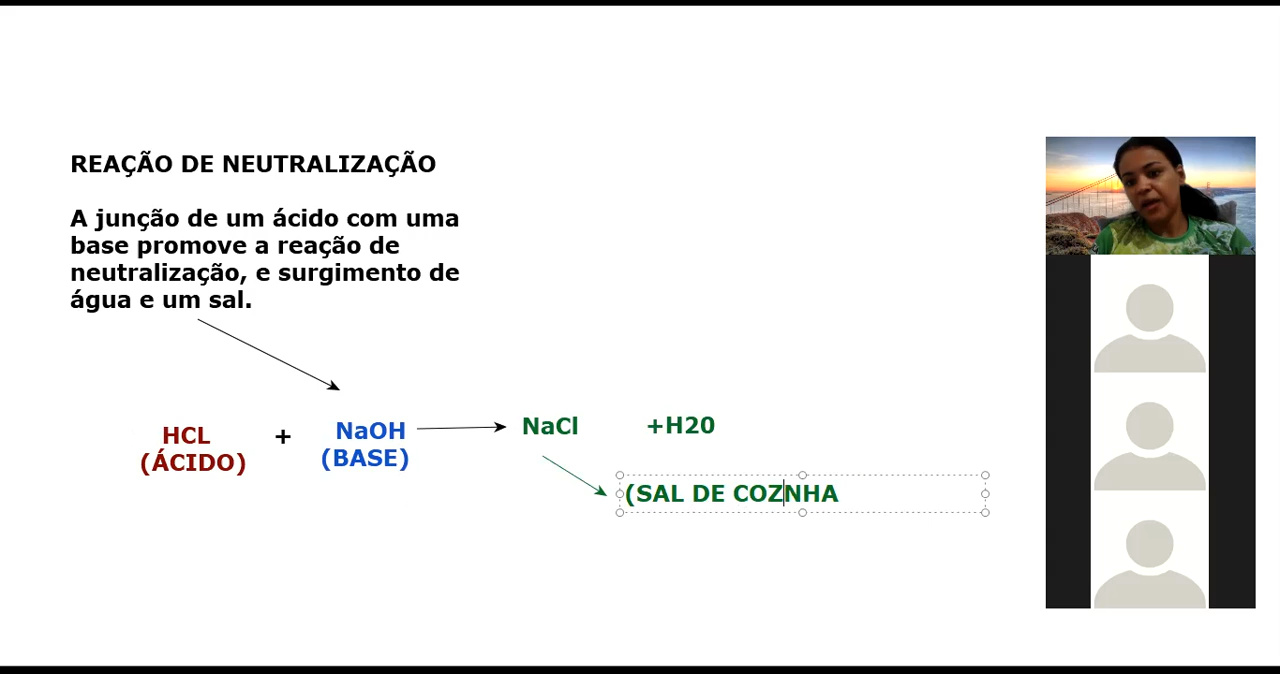 REAÇÃO DE NEUTRALIZAÇÃO
A junção de um ácido com uma
base promove a reação de
neutralização, e surgimento de
água e um sal.
HCL + NaOH NaCl +H20
(ÁCIDO) (BASE)
(SAL DE COZNHA